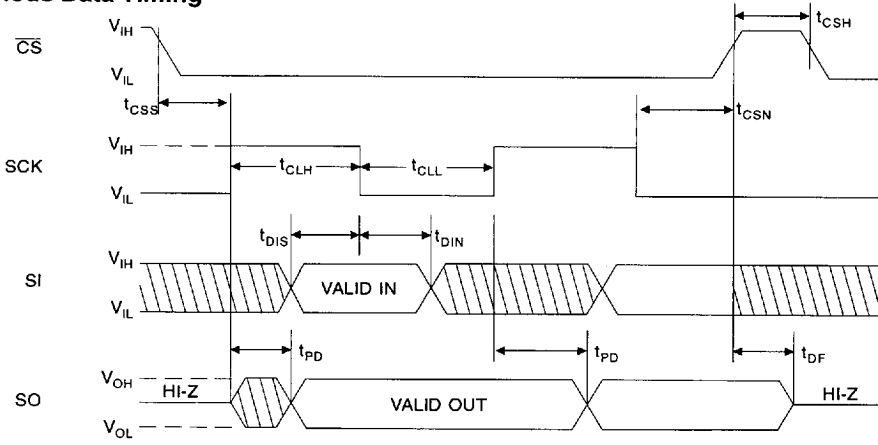 ious Data Timing
V_IH
CS
V_IL
t_CSH
t_CSS
t_CSN
V_IH
SCK
V_IL
t_CLH
t_CLL
t_DIS
t_DIN
V_IH
SI
V_IL
VALID IN
t_PD
t_PD
t_DF
V_OH
SO
V_OL
HI-Z
VALID OUT
HI-Z